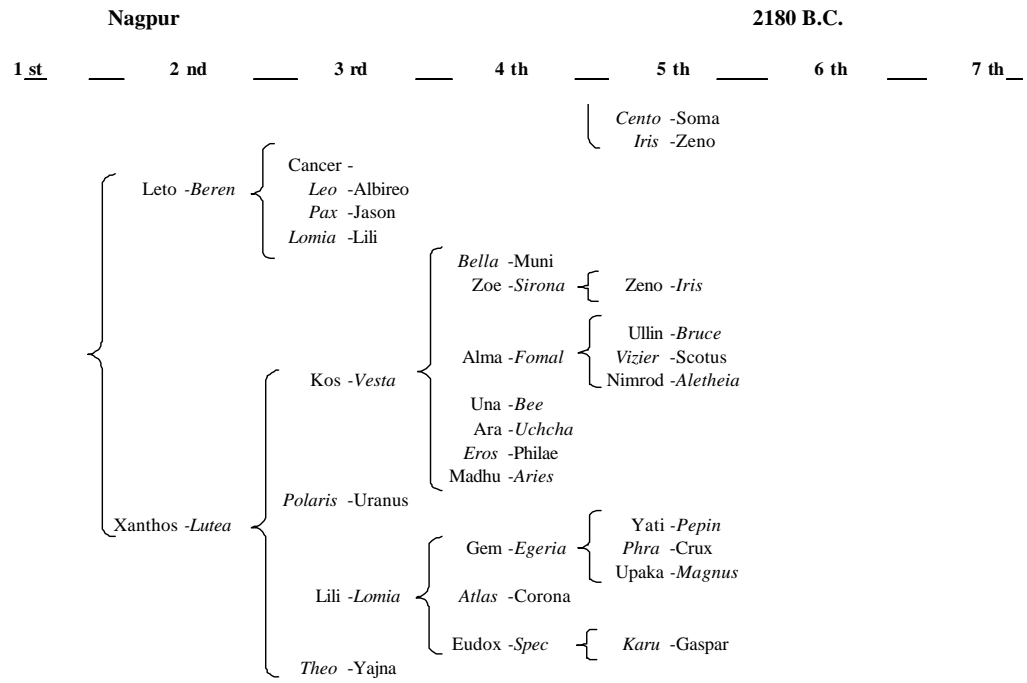 Nagpur 2180 B.C.
1 st 2 nd 3 rd 4 th 5 th 6 th 7 th
Cento -Soma
Iris -Zeno
Cancer -
Leto -Beren Leo -Albireo
Pax -Jason
Lomia -Lili
Bella -Muni
Zoe -Sirona Zeno -Iris
Ullin -Bruce
Alma -Fomal Vizier -Scotus
Kos -Vesta Nimrod -Aletheia
Una -Bee
Ara -Uchcha
Eros -Philae
Madhu -Aries
Polaris -Uranus
Xanthos -Lutea Yati -Pepin
Gem -Egeria Phra -Crux
Upaka -Magnus
Lili -Lomia Atlas -Corona
Eudox -Spec Karu -Gaspar
Theo -Yajna